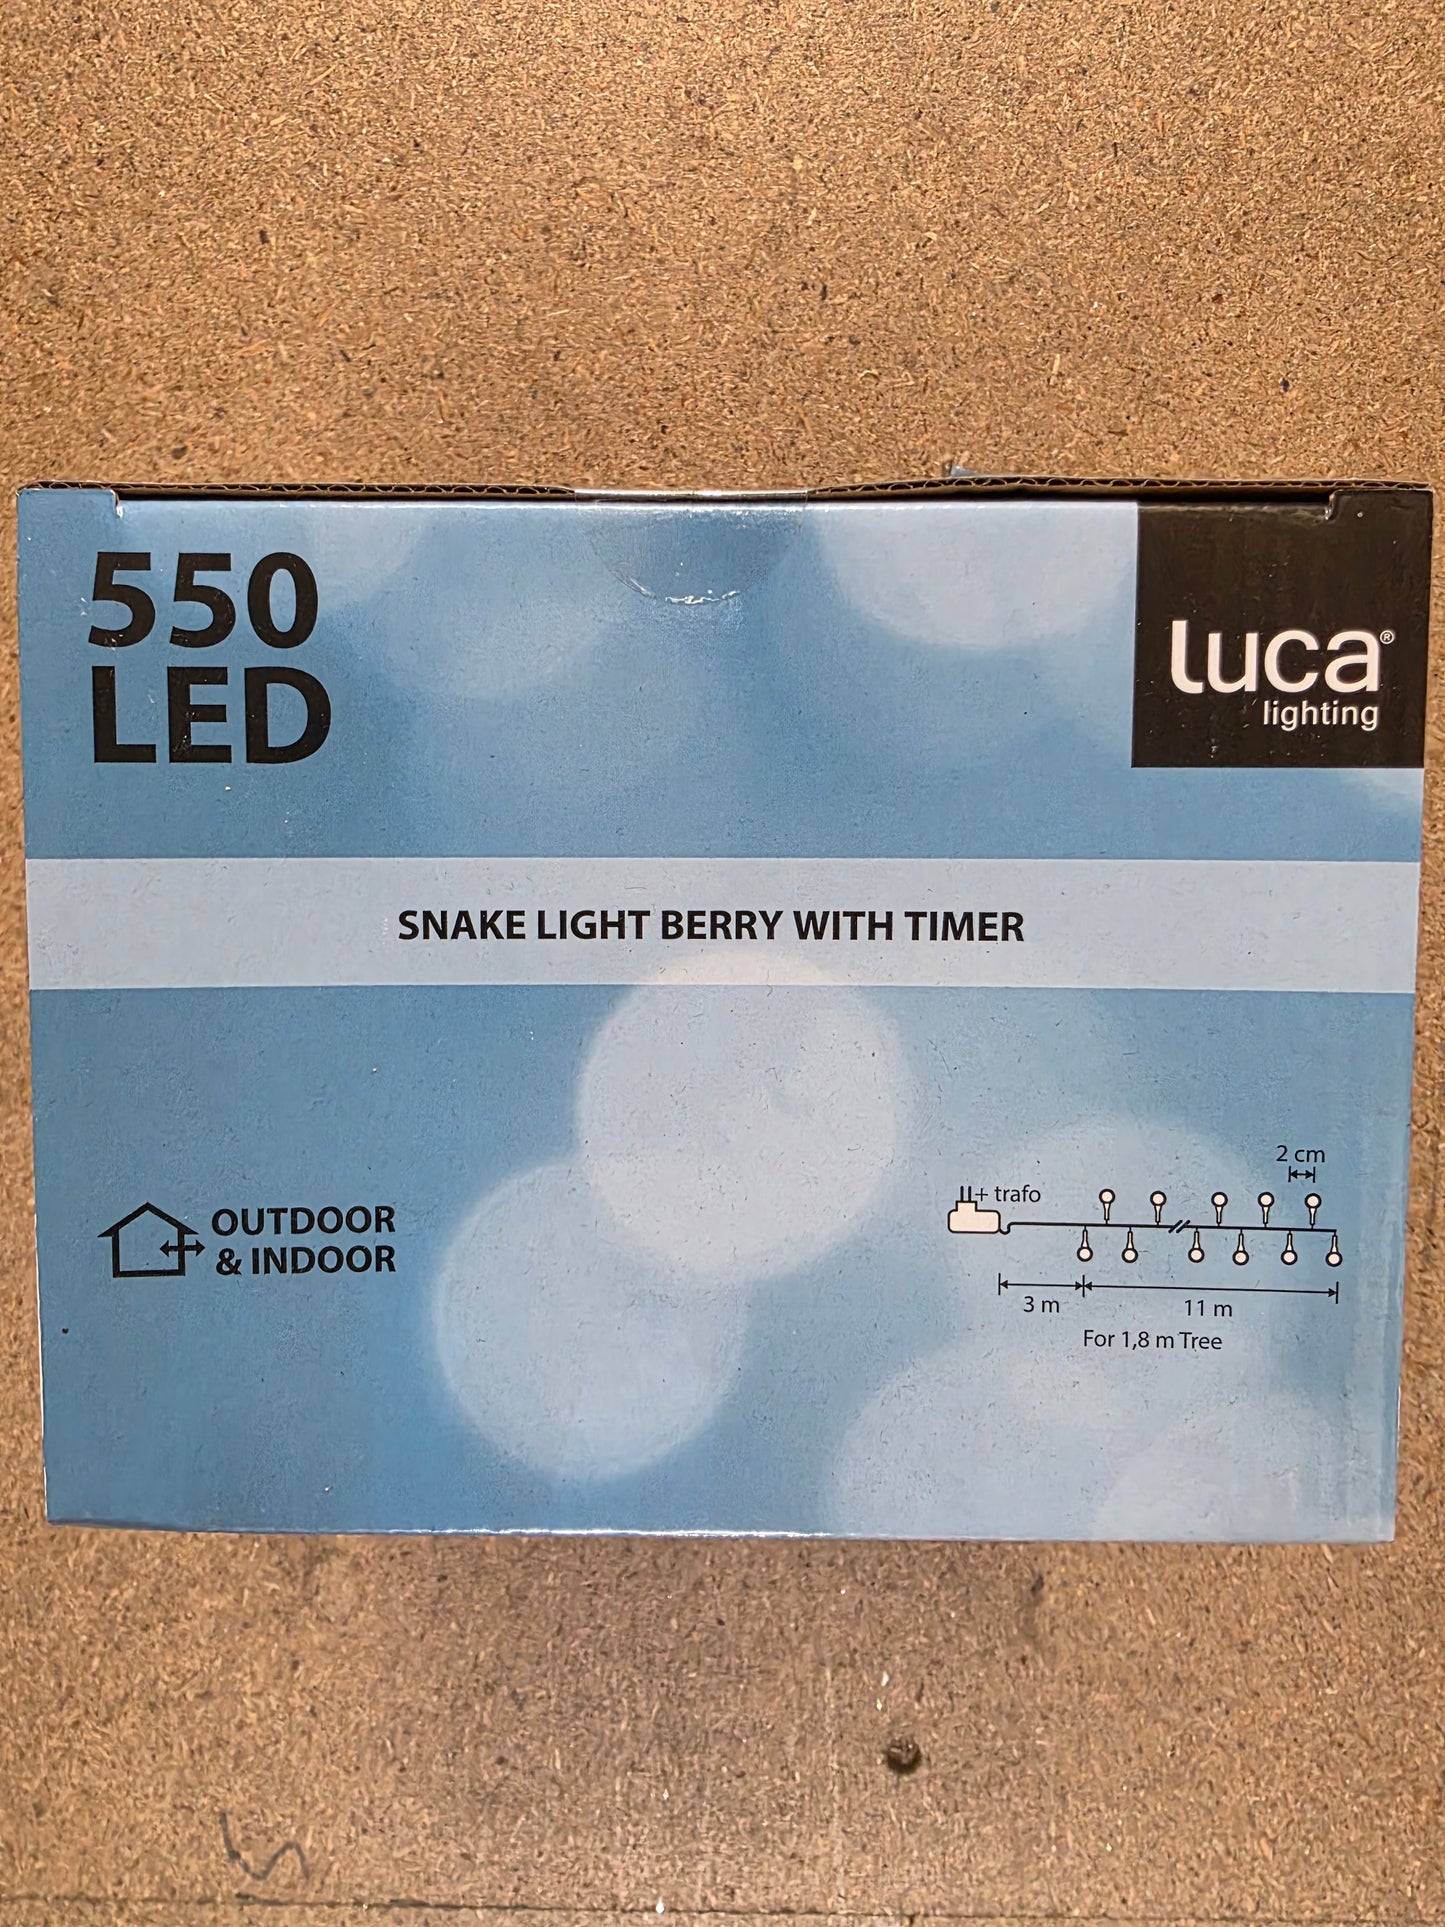 550
LED
luca®
lighting
SNAKE LIGHT BERRY WITH TIMER
OUTDOOR
& INDOOR
2 cm
+ trafo
3 m
11 m
For 1,8 m Tree